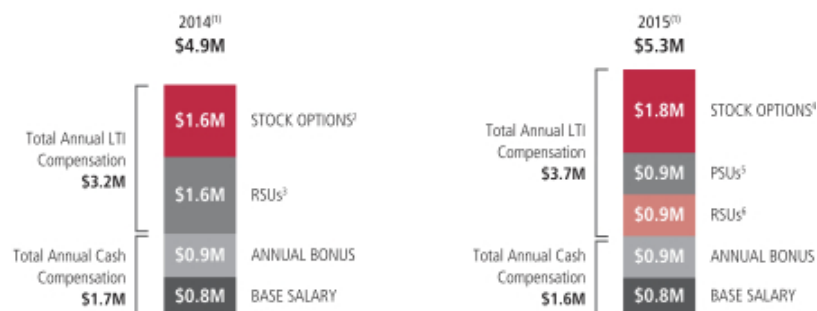 2014⁽¹⁾
$4.9M
Total Annual LTI
Compensation
$3.2M
$1.6M STOCK OPTIONS²
$1.6M RSUs³
Total Annual Cash
Compensation
$1.7M
$0.9M ANNUAL BONUS
$0.8M BASE SALARY
2015⁽¹⁾
$5.3M
Total Annual LTI
Compensation
$3.7M
$1.8M STOCK OPTIONS⁴
$0.9M PSUs⁵
$0.9M RSUs⁶
Total Annual Cash
Compensation
$1.6M
$0.9M ANNUAL BONUS
$0.8M BASE SALARY